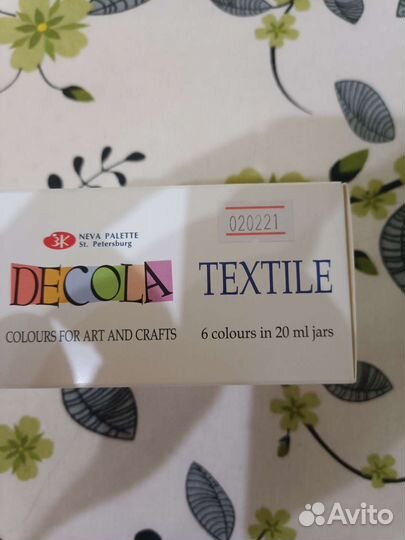 020221
ЗК NEVA PALETTE
St. Petersburg
DECOLA TEXTILE
COLOURS FOR ART AND CRAFTS 6 colours in 20 ml jars
Avito